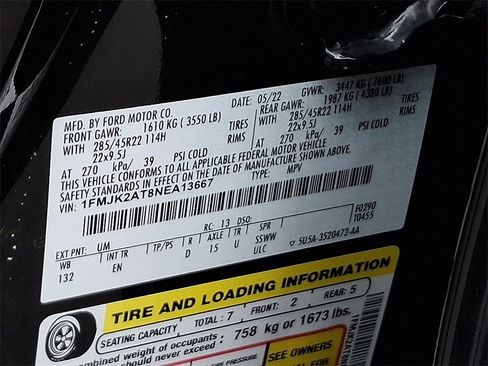 MFD. BY FORD MOTOR CO.
DATE: 05/22 GVWR: 3447 KG ( 7600 LB)
FRONT GAWR: 1610 KG ( 3550 LB)
REAR GAWR: 1987 KG ( 4380 LB)
WITH 285/45R22 114H TIRES
WITH 285/45R22 114H TIRES
22x9.5J RIMS
22x9.5J RIMS
AT 270 kPa/ 39 PSI COLD
AT 270 kPa/ 39 PSI COLD
THIS VEHICLE CONFORMS TO ALL APPLICABLE FEDERAL MOTOR VEHICLE
SAFETY STANDARDS IN EFFECT ON THE DATE OF MANUFACTURE SHOWN ABOVE.
VIN: 1FMJK2AT8NEA13667
TYPE: MPV
F0290
T0455
EXT PNT: UM RC: 13 DSO:
WB INT TR TP/PS R AXLE TR SPR
132 EN D 15 U SSWW
ULC 5U5A-3520472-AA
TIRE AND LOADING INFORMATION
SEATING CAPACITY TOTAL: 7 FRONT: 2 REAR: 5
combined weight of occupants
should never exceed: 758 kg or 1673 lbs.
TIRE PRESSURE
SEE OWNERS